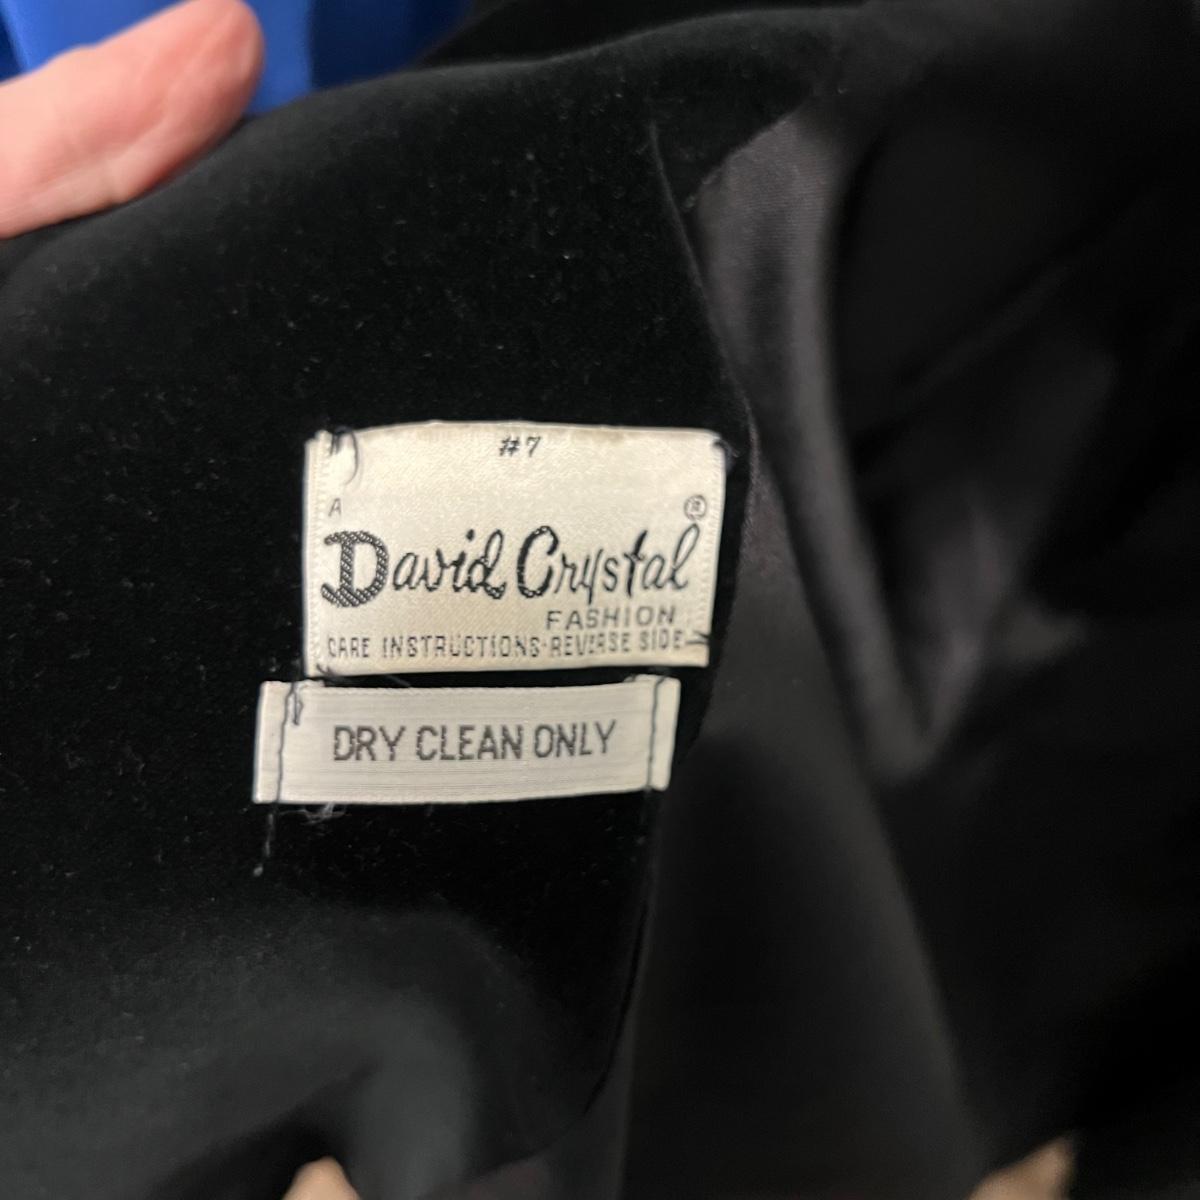 #7
A
David Crystal ®
FASHION
CARE INSTRUCTIONS-REVERSE SIDE
DRY CLEAN ONLY